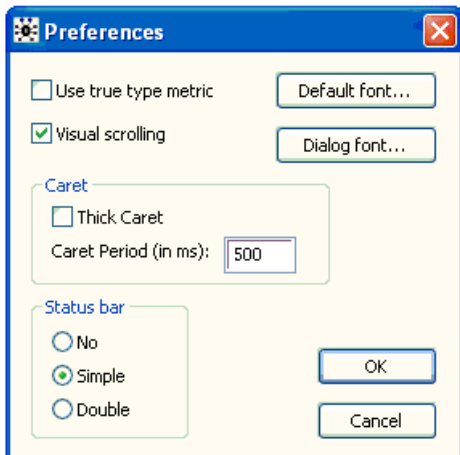 Preferences
Use true type metric
Default font...
Visual scrolling
Dialog font...
Caret
Thick Caret
Caret Period (in ms): 500
Status bar
No
Simple
OK
Double
Cancel